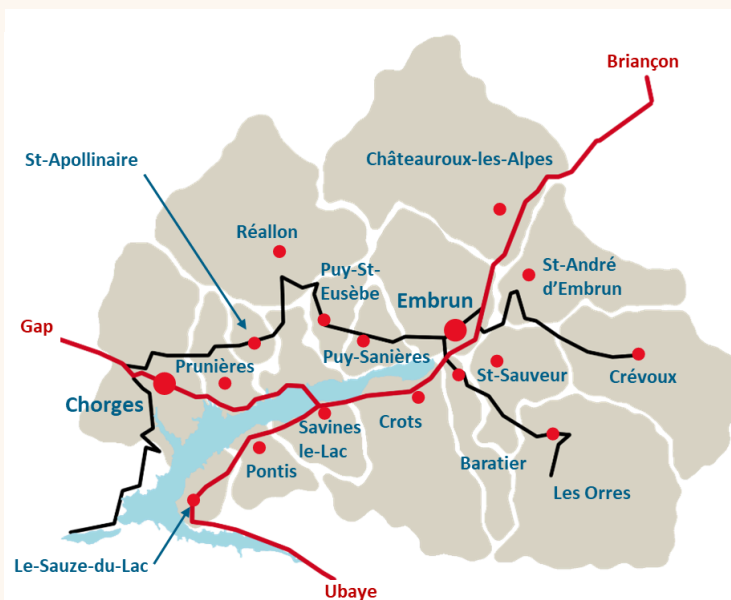 Briançon
St-Apollinaire
Châteauroux-les-Alpes
Réallon
Puy-St-
Eusèbe
St-André
d’Embrun
Embrun
Gap
Prunières
Puy-Sanières
St-Sauveur
Crévoux
Chorges
Savines
le-Lac
Crots
Baratier
Pontis
Les Orres
Le-Sauze-du-Lac
Ubaye